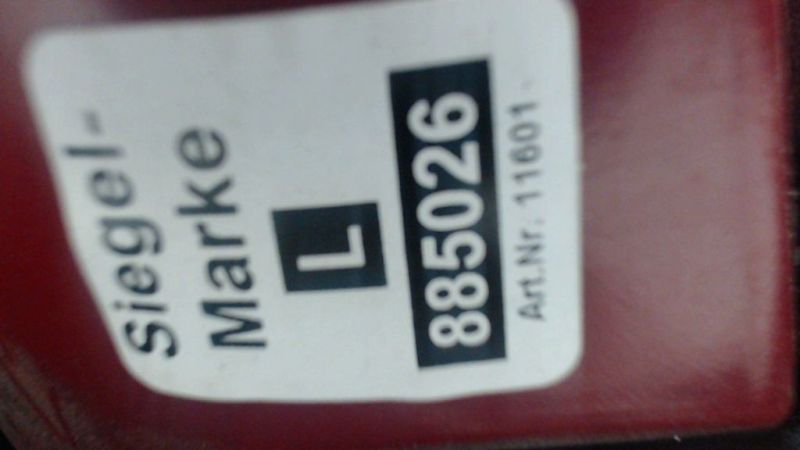 Siegel-
Marke
L
885026
Art.Nr. 11601